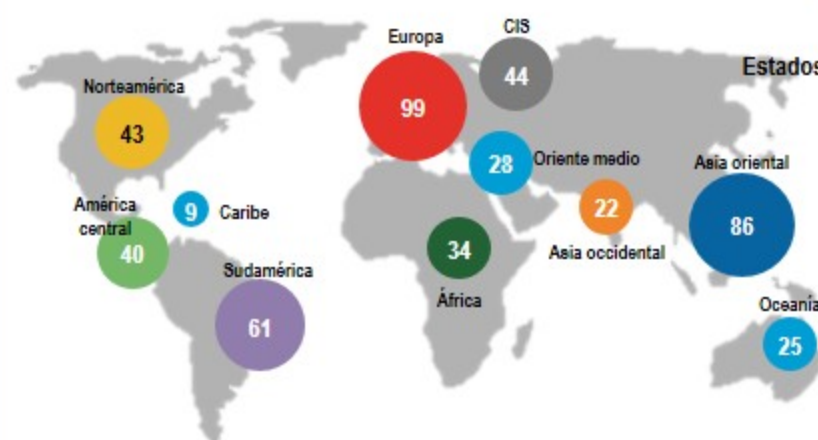 CIS
Europa
44
Estados
Norteamérica
99
43
28
Oriente medio
Asia oriental
América
central
9
Caribe
22
86
40
34
Asia occidental
Sudamérica
África
Oceanía
61
25